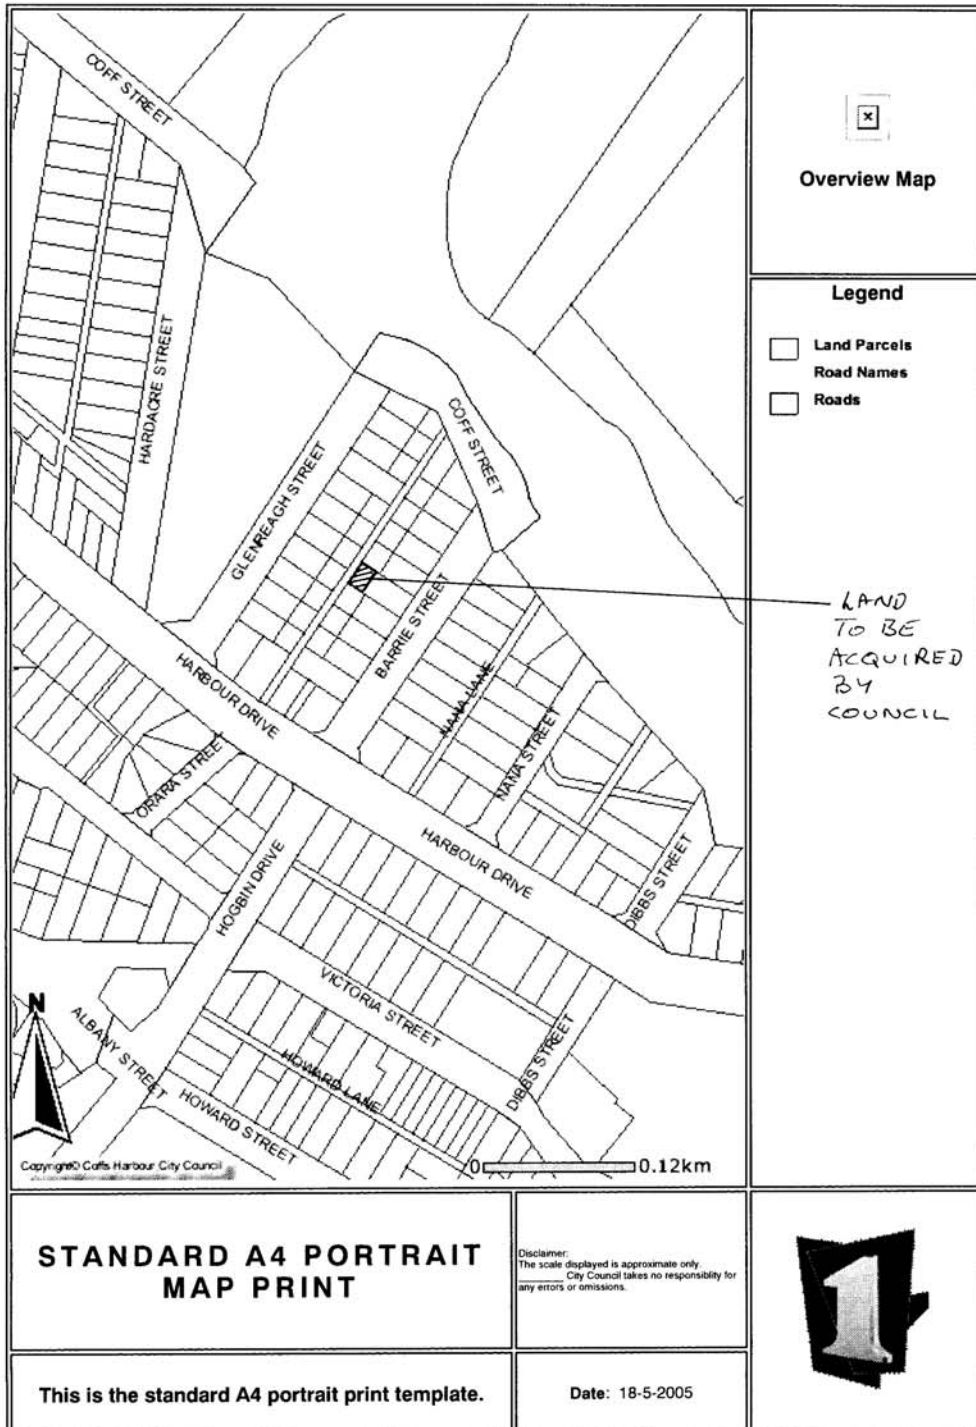 COFF STREET
Overview Map
Legend
Land Parcels
Road Names
Roads
HARDACRE STREET
COFF STREET
GLENREAGH STREET
BARRIE STREET
LAND
TO BE
ACQUIRED
BY
COUNCIL
HARBOUR DRIVE
NANA LANE
NANA STREET
ORARA STREE
HARBOUR DRIVE
HOGBIN DRIVE
DIBBS STREET
VICTORIA STREET
N
ALBANY STREET
HOWARD LANE
DIBBS STREET
HOWARD STREET
Copyright© Coffs Harbour City Council
0 0.12km
STANDARD A4 PORTRAIT
MAP PRINT
Disclaimer:
The scale displayed is approximate only.
_______ City Council takes no responsiblity for
any errors or omissions.
1
This is the standard A4 portrait print template.
Date: 18-5-2005